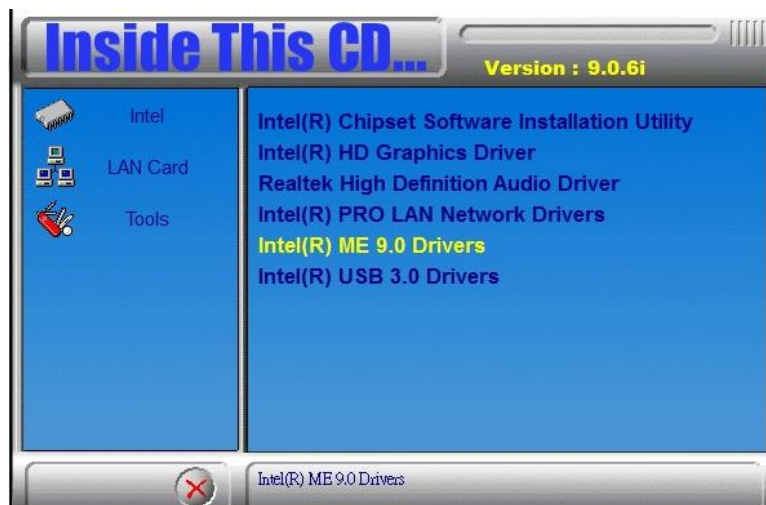 Inside This CD...
Version : 9.0.6i
Intel
LAN Card
Tools
Intel(R) Chipset Software Installation Utility
Intel(R) HD Graphics Driver
Realtek High Definition Audio Driver
Intel(R) PRO LAN Network Drivers
Intel(R) ME 9.0 Drivers
Intel(R) USB 3.0 Drivers
Intel(R) ME 9.0 Drivers